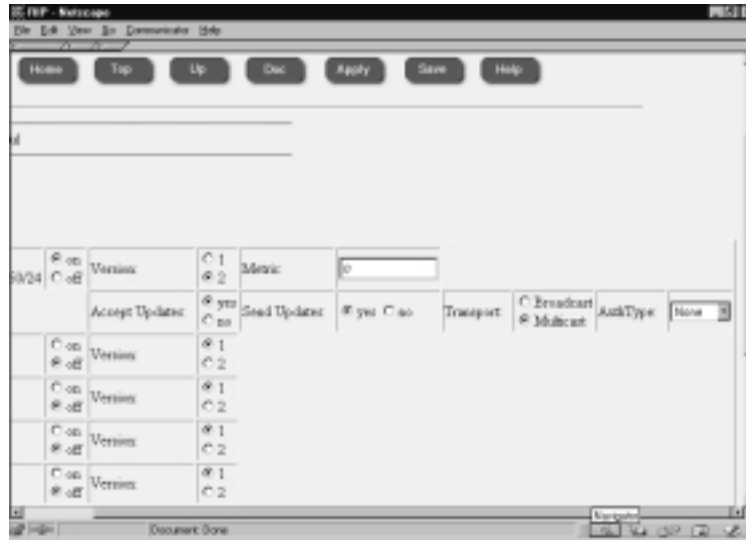 RIP - Netscape
File Edit View Go Communicator Help
Home Top Up Doc Apply Save Help
50/24 on off Version: 1 2 Metric: 0
Accept Updates: yes no Send Updates: yes no Transport: Broadcast Multicast AuthType: None
on off Version: 1 2
on off Version: 1 2
on off Version: 1 2
on off Version: 1 2
Navigator
Document: Done